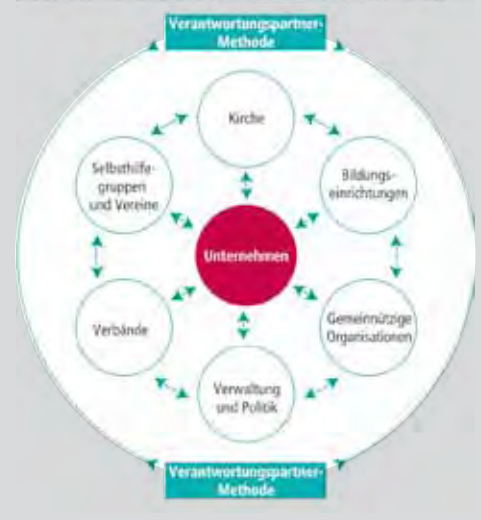 Verantwortungspartner-
Methode
Kirche
Selbsthilfe-
gruppen
und Vereine
Bildungs-
einrichtungen
Unternehmen
Verbände
Gemeinnützige
Organisationen
Verwaltung
und Politik
Verantwortungspartner-
Methode